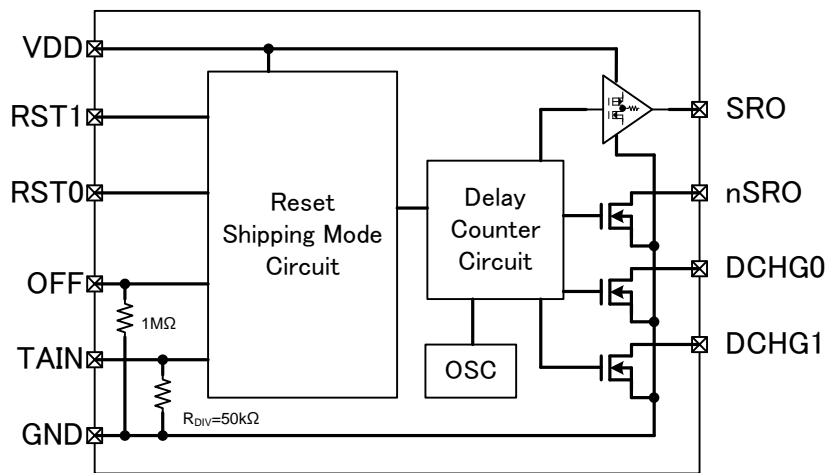 VDD
RST1
RST0
OFF
TAIN
GND
1MΩ
RDIV=50kΩ
Reset
Shipping Mode
Circuit
Delay
Counter
Circuit
OSC
SRO
nSRO
DCHG0
DCHG1